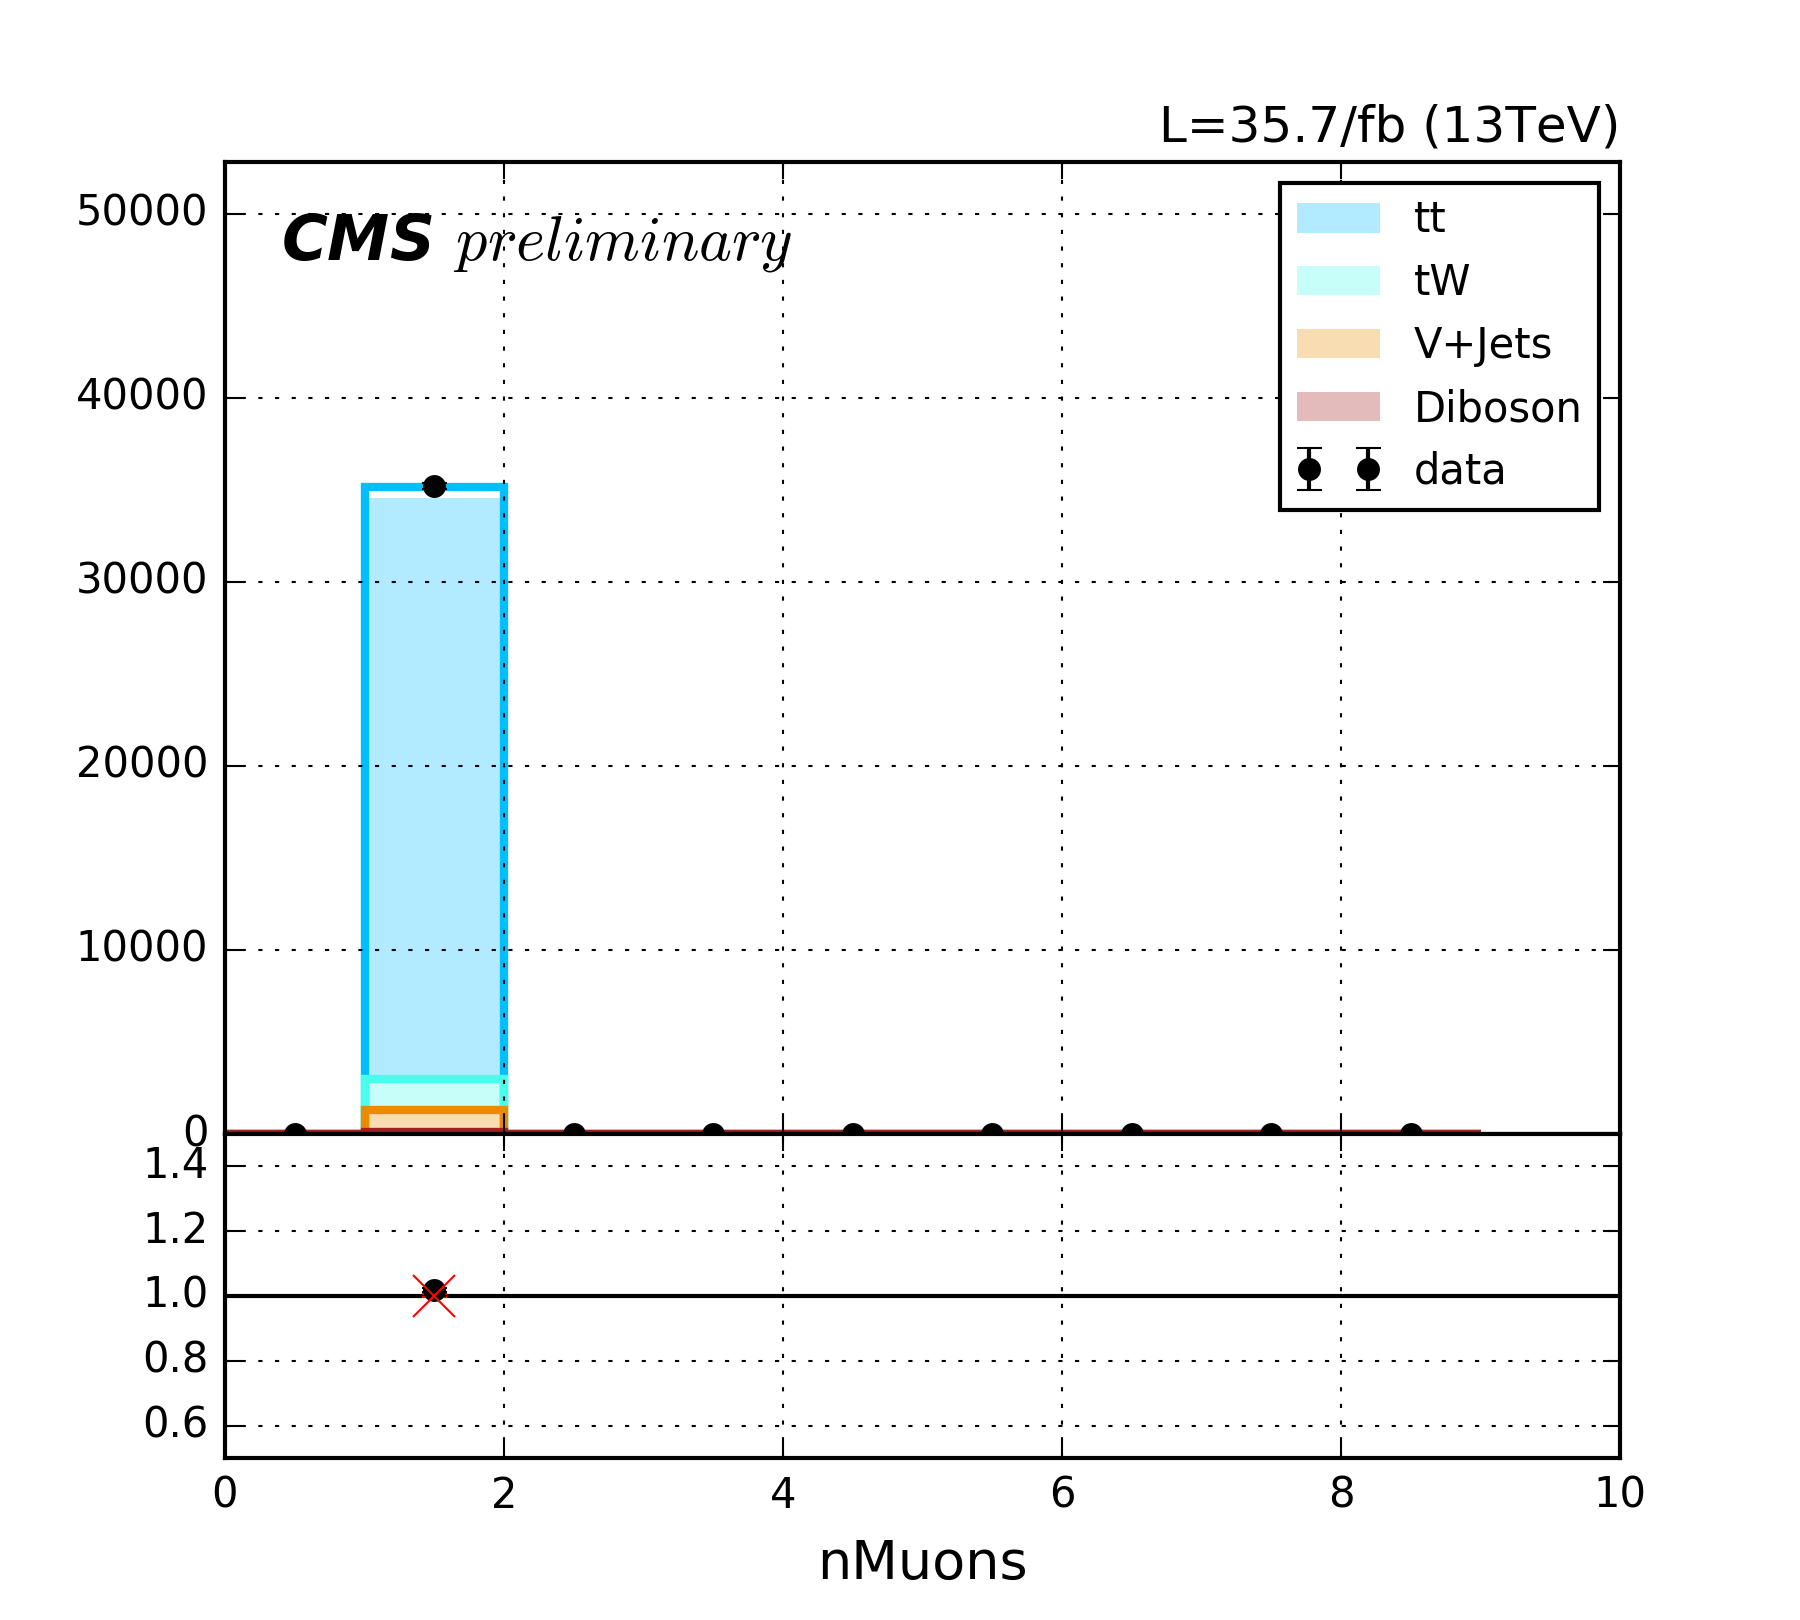 L=35.7/fb (13TeV)
50000
CMS preliminary
40000
30000
20000
10000
0
tt
tW
V+Jets
Diboson
data
1.4
1.2
1.0
0.8
0.6
0 2 4 6 8 10
nMuons